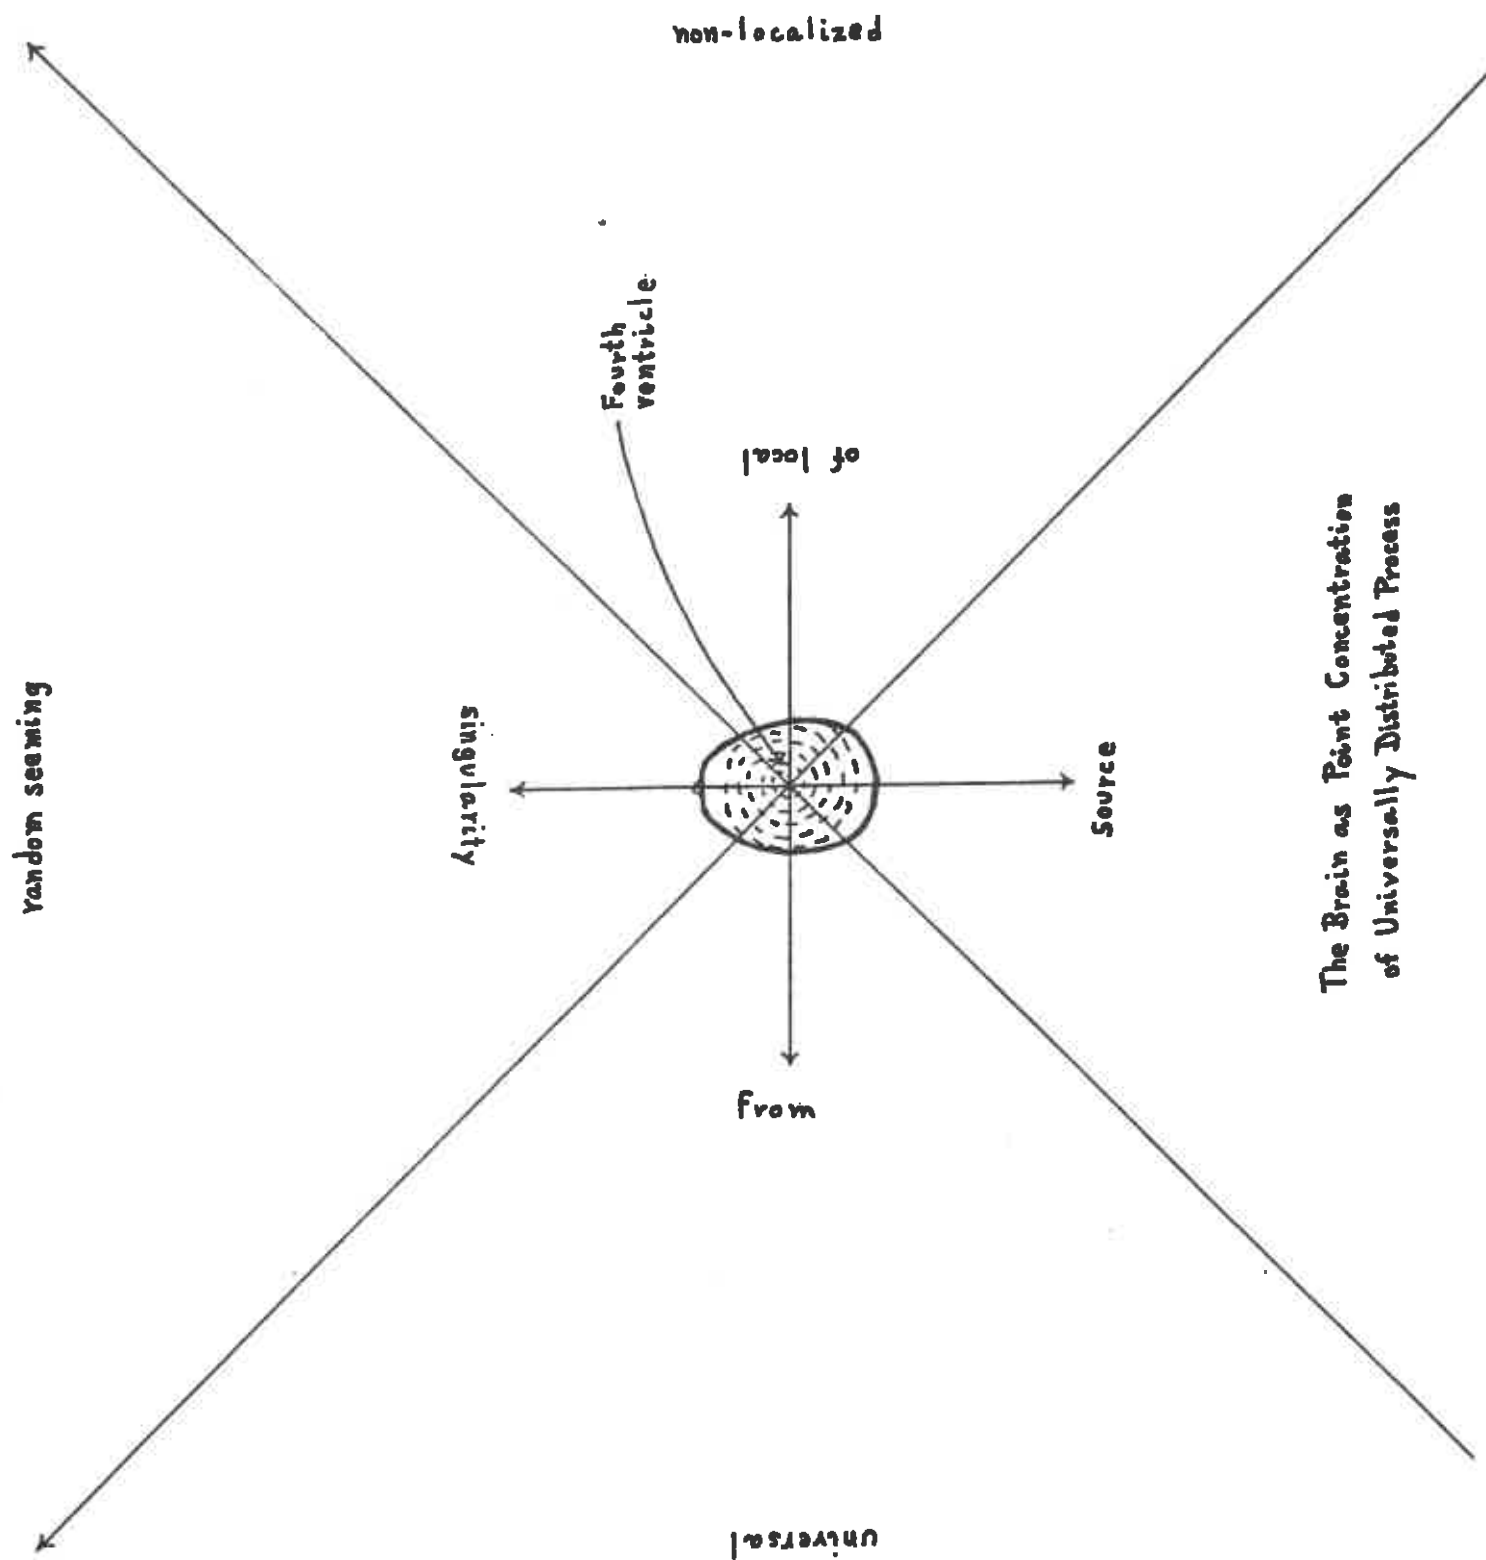 non-localized
random seeming
Fourth
ventricle
of local
singularity
Source
From
universal
The Brain as Point Concentration
of Universally Distributed Process